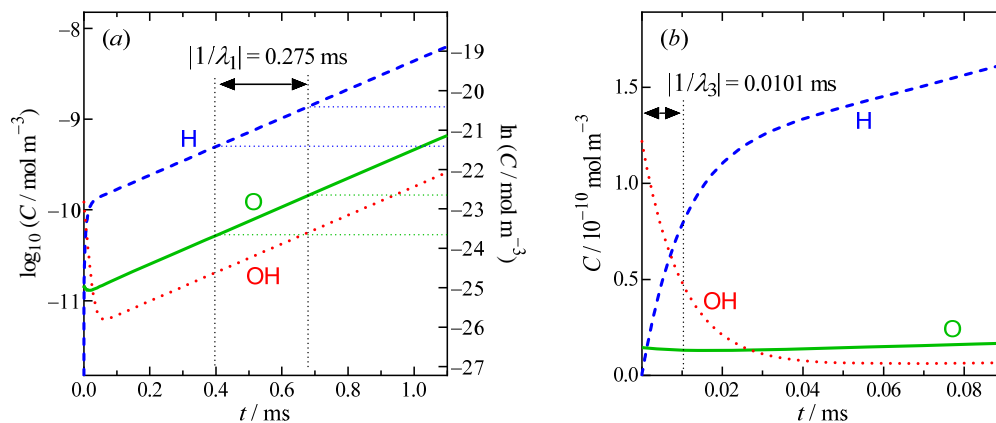 (a)
|1/λ₁| = 0.275 ms
H
O
OH
log₁₀ (C / mol m⁻³)
−8
−9
−10
−11
ln (C / mol m⁻³)
−19
−20
−21
−22
−23
−24
−25
−26
−27
0.0 0.2 0.4 0.6 0.8 1.0
t / ms
(b)
|1/λ₃| = 0.0101 ms
H
OH
O
C / 10⁻¹⁰ mol m⁻³
1.5
1.0
0.5
0.0
0.02 0.04 0.06 0.08
t / ms